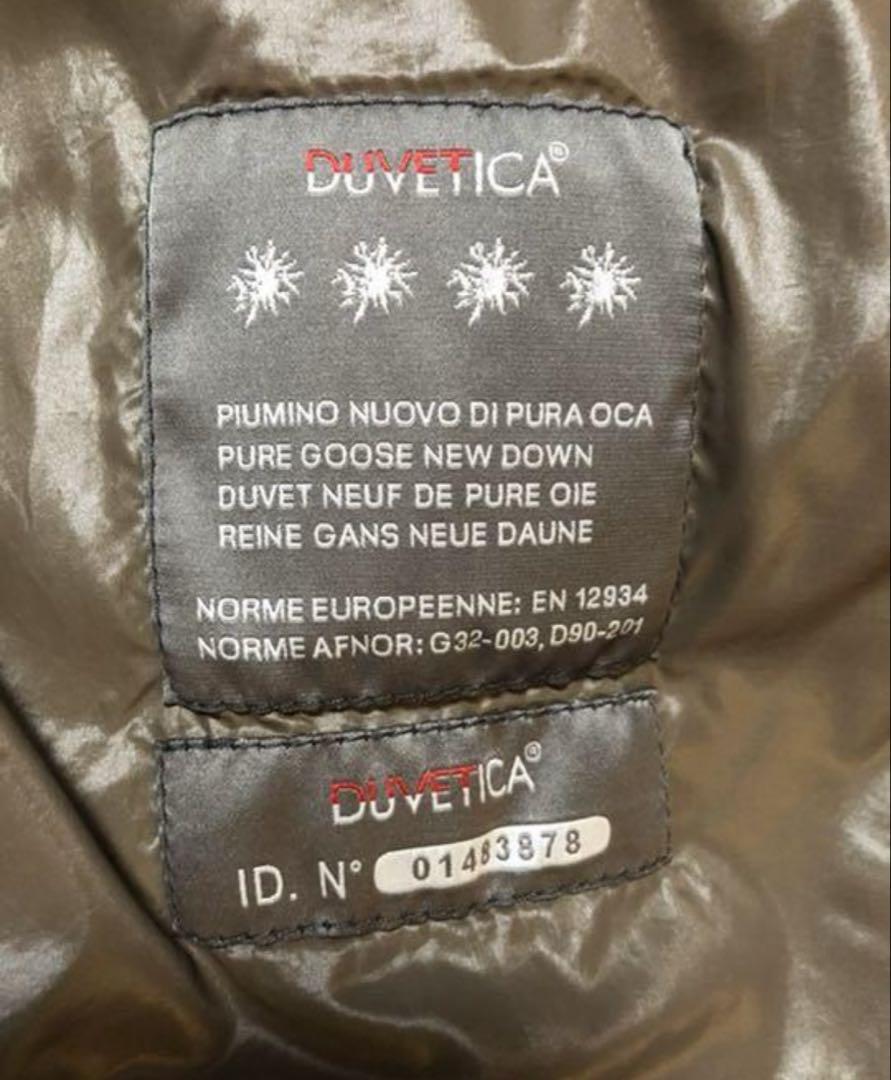 DUVETICA®
PIUMINO NUOVO DI PURA OCA
PURE GOOSE NEW DOWN
DUVET NEUF DE PURE OIE
REINE GANS NEUE DAUNE
NORME EUROPEENNE: EN 12934
NORME AFNOR: G32-003, D90-201
DUVETICA®
ID. N° 01483878